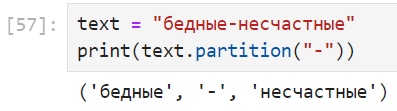 [57]: text = "бедные-несчастные"
print(text.partition("-"))
('бедные', '-', 'несчастные')